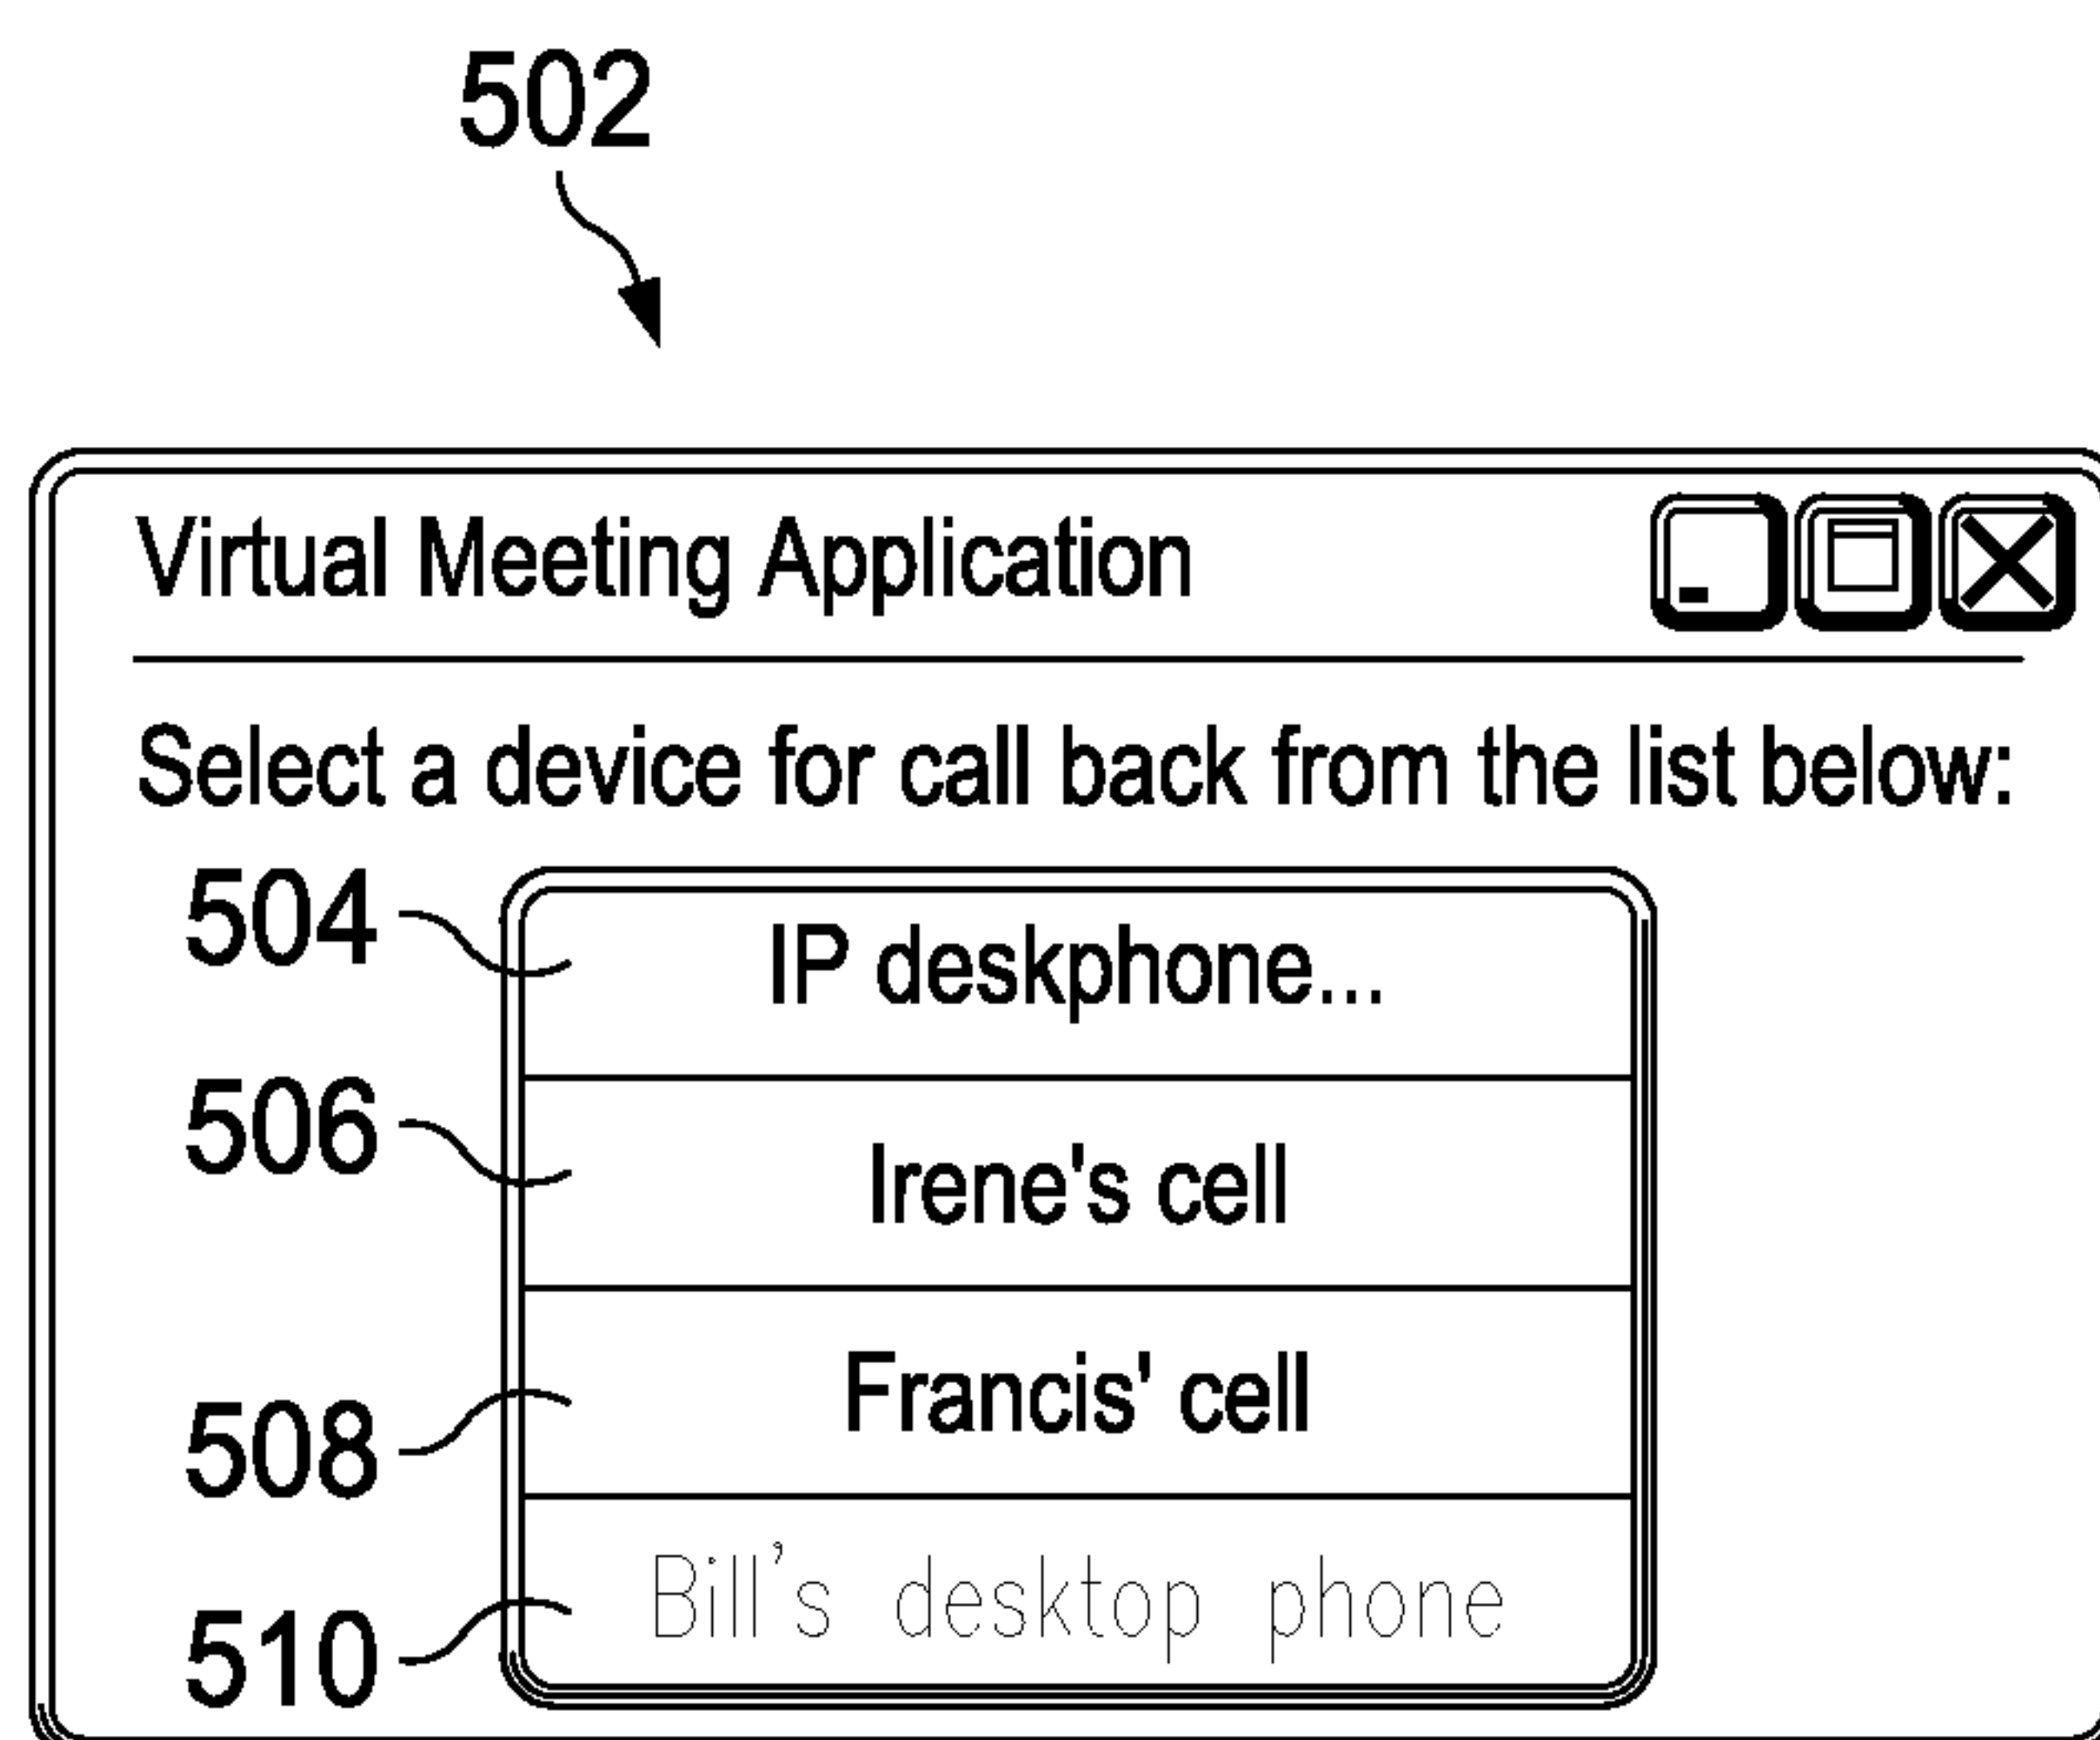 502
Virtual Meeting Application
Select a device for call back from the list below:
504 IP deskphone...
506 Irene's cell
508 Francis' cell
510 Bill's desktop phone